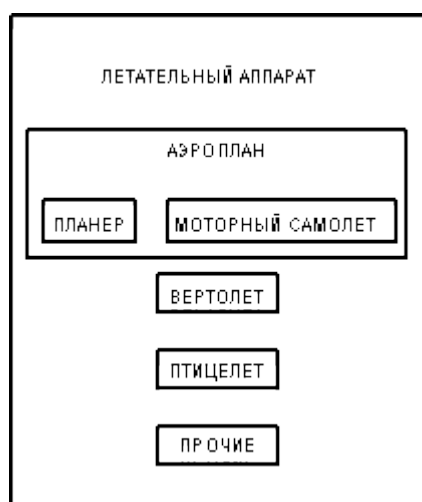 ЛЕТАТЕЛЬНЫЙ АППАРАТ
АЭРОПЛАН
ПЛАНЕР
МОТОРНЫЙ САМОЛЕТ
ВЕРТОЛЕТ
ПТИЦЕЛЕТ
ПРОЧИЕ